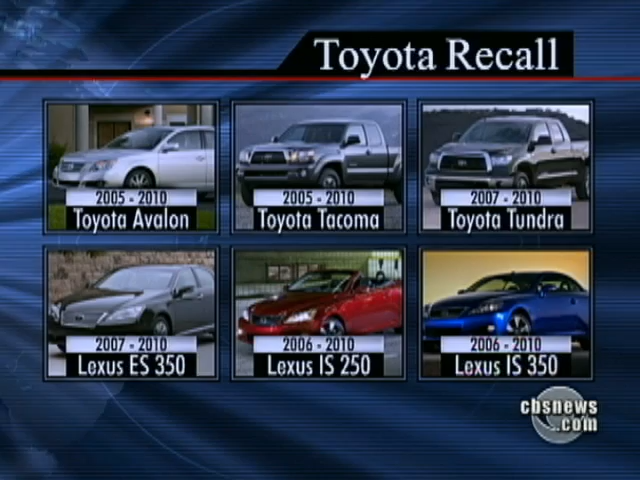 Toyota Recall
2005 - 2010
Toyota Avalon
2005 - 2010
Toyota Tacoma
2007 - 2010
Toyota Tundra
2007 - 2010
Lexus ES 350
2006 - 2010
Lexus IS 250
2006 - 2010
Lexus IS 350
cbsnews
.com